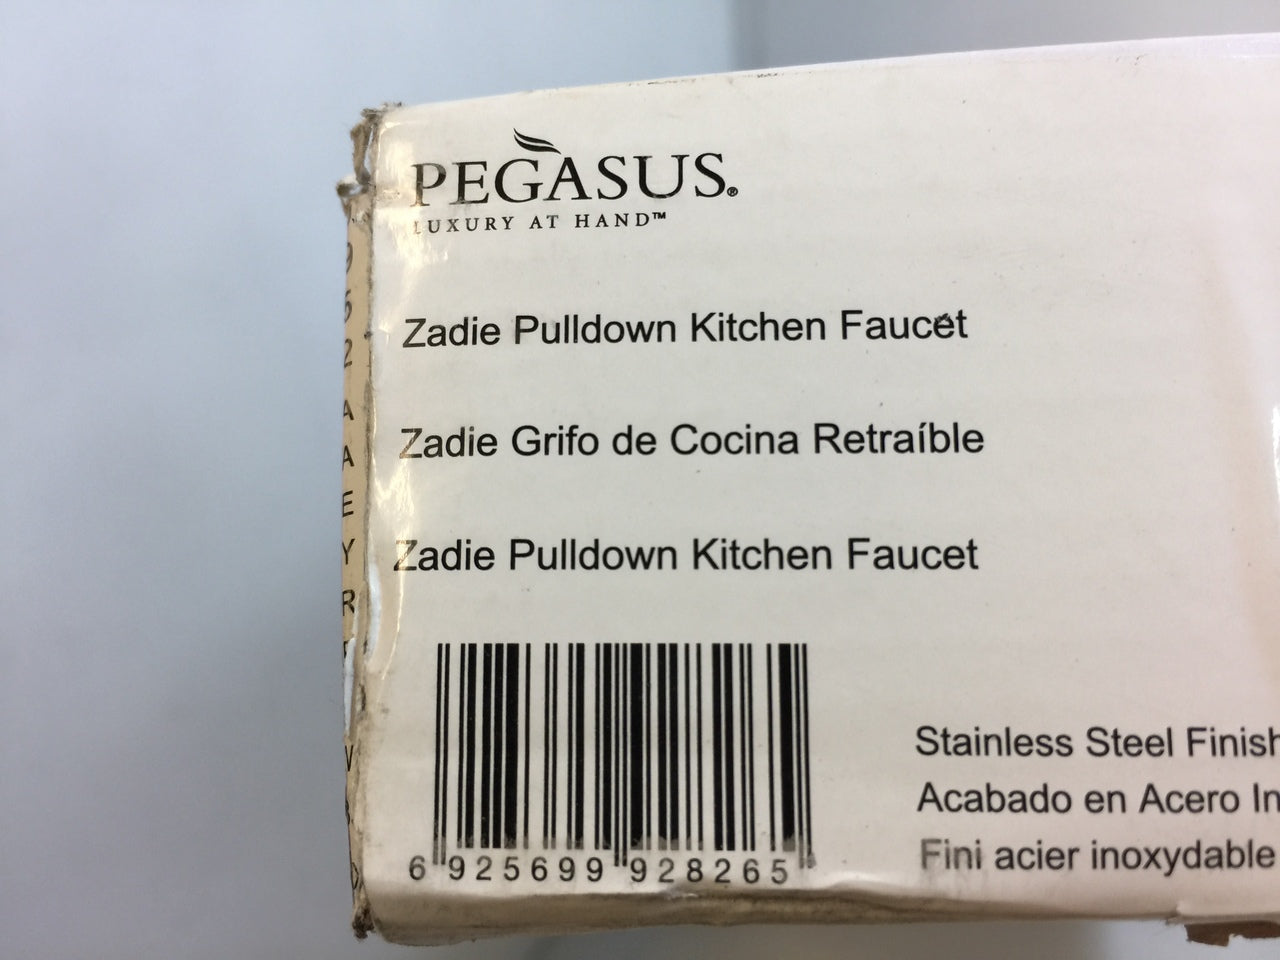 PEGASUS®
LUXURY AT HAND™
Zadie Pulldown Kitchen Faucet
Zadie Grifo de Cocina Retraíble
Zadie Pulldown Kitchen Faucet
6 925699 928265
Stainless Steel Finish
Acabado en Acero In
Fini acier inoxydable